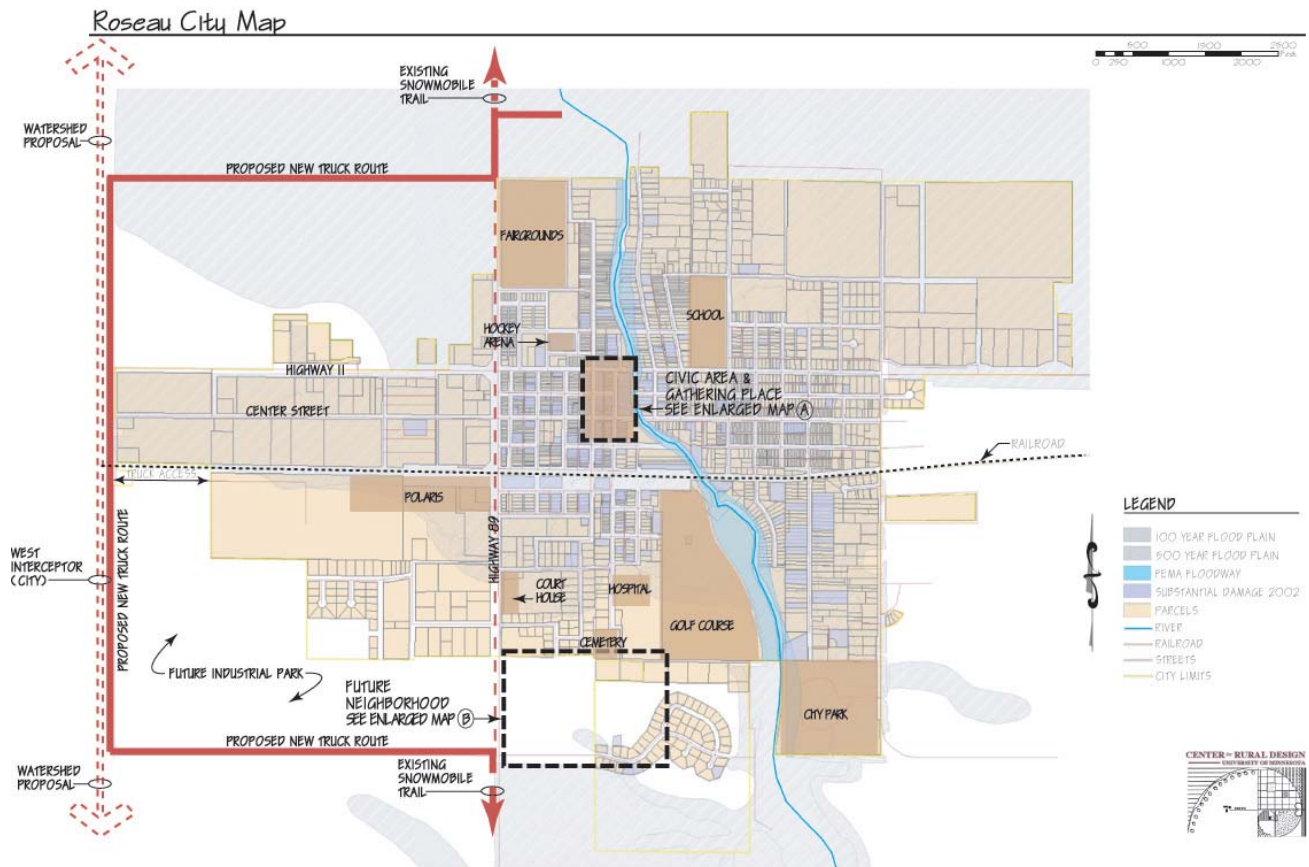 Roseau City Map
500 1500 2500
Feet
0 250 1000 2000
EXISTING
SNOWMOBILE
TRAIL
WATERSHED
PROPOSAL
PROPOSED NEW TRUCK ROUTE
FAIRGROUNDS
SCHOOL
HOCKEY
ARENA
HIGHWAY 11
CENTER STREET
CIVIC AREA &
GATHERING PLACE
SEE ENLARGED MAP A
RAILROAD
TRUCK ACCESS
POLARIS
HIGHWAY 89
WEST
INTERCEPTOR
(CITY)
PROPOSED NEW TRUCK ROUTE
COURT
HOUSE
HOSPITAL
GOLF COURSE
CEMETERY
FUTURE INDUSTRIAL PARK
FUTURE
NEIGHBORHOOD
SEE ENLARGED MAP B
CITY PARK
PROPOSED NEW TRUCK ROUTE
WATERSHED
PROPOSAL
EXISTING
SNOWMOBILE
TRAIL
LEGEND
100 YEAR FLOOD PLAIN
500 YEAR FLOOD PLAIN
FEMA FLOODWAY
SUBSTANTIAL DAMAGE 2002
PARCELS
RIVER
RAILROAD
STREETS
CITY LIMITS
CENTER for RURAL DESIGN
UNIVERSITY OF MINNESOTA